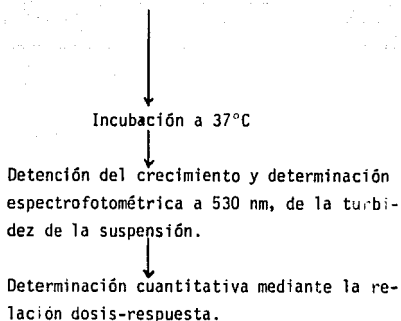 Incubación a 37°C
Detención del crecimiento y determinación
espectrofotométrica a 530 nm, de la turbi-
dez de la suspensión.
Determinación cuantitativa mediante la re-
lación dosis-respuesta.